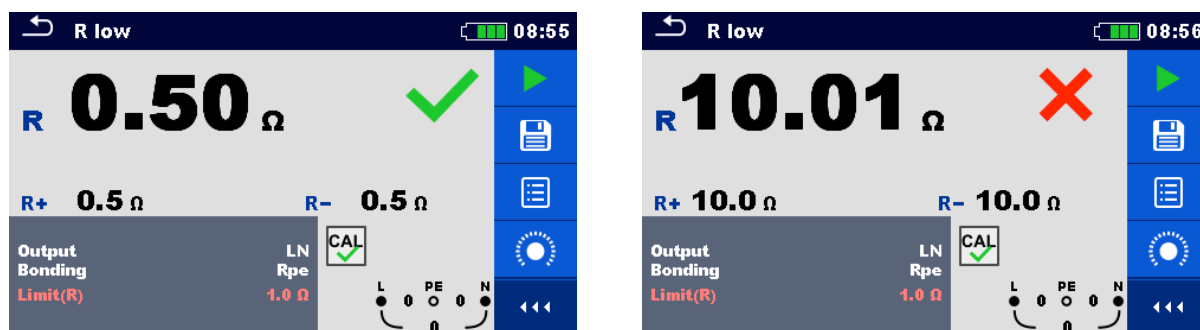 R low 08:55
R 0.50 Ω
R+ 0.5 Ω R- 0.5 Ω
Output LN
Bonding Rpe
Limit(R) 1.0 Ω
CAL
L PE N
0 0
0
R low 08:56
R 10.01 Ω
R+ 10.0 Ω R- 10.0 Ω
Output LN
Bonding Rpe
Limit(R) 1.0 Ω
CAL
L PE N
0 0
0